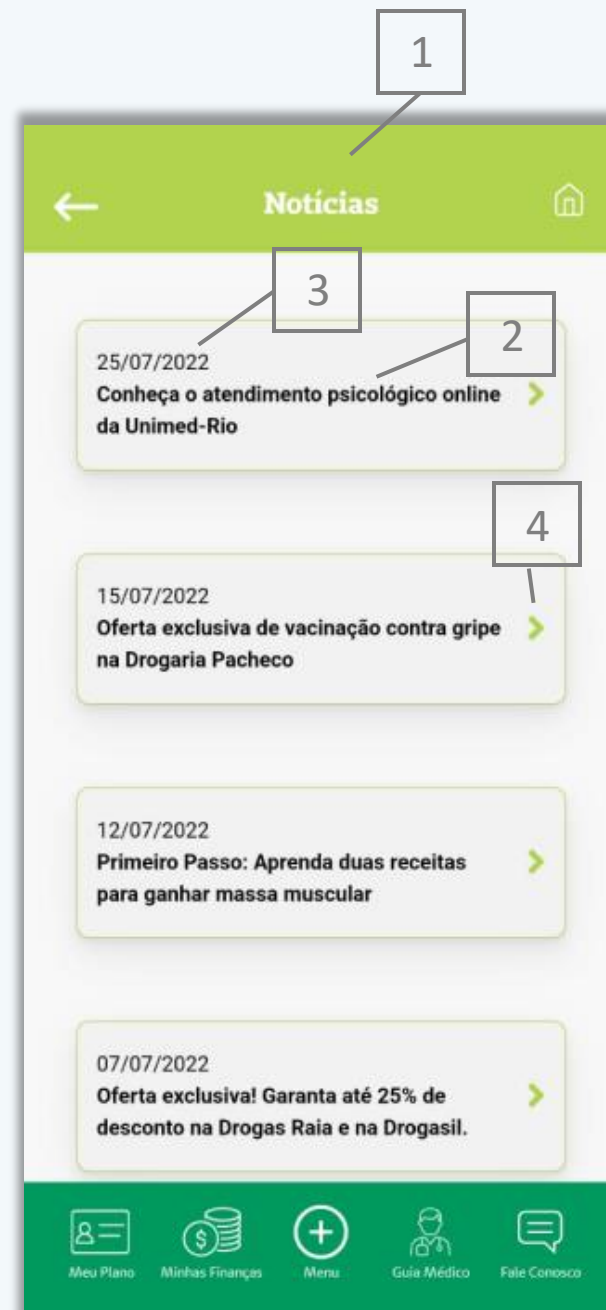 1
Notícias
3
2
25/07/2022
Conheça o atendimento psicológico online
da Unimed-Rio
4
15/07/2022
Oferta exclusiva de vacinação contra gripe
na Drogaria Pacheco
12/07/2022
Primeiro Passo: Aprenda duas receitas
para ganhar massa muscular
07/07/2022
Oferta exclusiva! Garanta até 25% de
desconto na Drogas Raia e na Drogasil.
Meu Plano Minhas Finanças Menu Guia Médico Fale Conosco